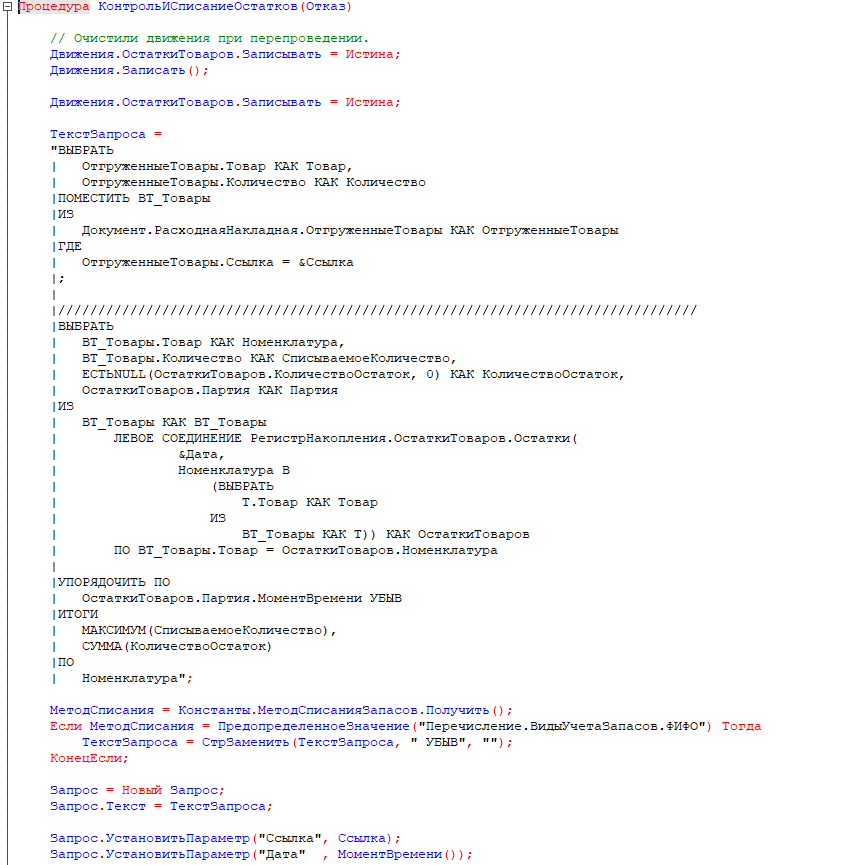 Процедура КонтрольИСписаниеОстатков(Отказ)
// Очистили движения при перепроведении.
Движения.ОстаткиТоваров.Записывать = Истина;
Движения.Записать();
Движения.ОстаткиТоваров.Записывать = Истина;
ТекстЗапроса =
"ВЫБРАТЬ
|   ОтгруженныеТовары.Товар КАК Товар,
|   ОтгруженныеТовары.Количество КАК Количество
|ПОМЕСТИТЬ ВТ_Товары
|ИЗ
|   Документ.РасходнаяНакладная.ОтгруженныеТовары КАК ОтгруженныеТовары
|ГДЕ
|   ОтгруженныеТовары.Ссылка = &Ссылка
|;
|
|////////////////////////////////////////////////////////////////////////////////
|ВЫБРАТЬ
|   ВТ_Товары.Товар КАК Номенклатура,
|   ВТ_Товары.Количество КАК СписываемоеКоличество,
|   ЕСТЬNULL(ОстаткиТоваров.КоличествоОстаток, 0) КАК КоличествоОстаток,
|   ОстаткиТоваров.Партия КАК Партия
|ИЗ
|   ВТ_Товары КАК ВТ_Товары
|       ЛЕВОЕ СОЕДИНЕНИЕ РегистрНакопления.ОстаткиТоваров.Остатки(
|               &Дата,
|               Номенклатура В
|                   (ВЫБРАТЬ
|                       Т.Товар КАК Товар
|                   ИЗ
|                       ВТ_Товары КАК Т)) КАК ОстаткиТоваров
|       ПО ВТ_Товары.Товар = ОстаткиТоваров.Номенклатура
|
|УПОРЯДОЧИТЬ ПО
|   ОстаткиТоваров.Партия.МоментВремени УБЫВ
|ИТОГИ
|   МАКСИМУМ(СписываемоеКоличество),
|   СУММА(КоличествоОстаток)
|ПО
|   Номенклатура";
МетодСписания = Константы.МетодСписанияЗапасов.Получить();
Если МетодСписания = ПредопределенноеЗначение("Перечисление.ВидыУчетаЗапасов.ФИФО") Тогда
ТекстЗапроса = СтрЗаменить(ТекстЗапроса, " УБЫВ", "");
КонецЕсли;
Запрос = Новый Запрос;
Запрос.Текст = ТекстЗапроса;
Запрос.УстановитьПараметр("Ссылка", Ссылка);
Запрос.УстановитьПараметр("Дата"  , МоментВремени());